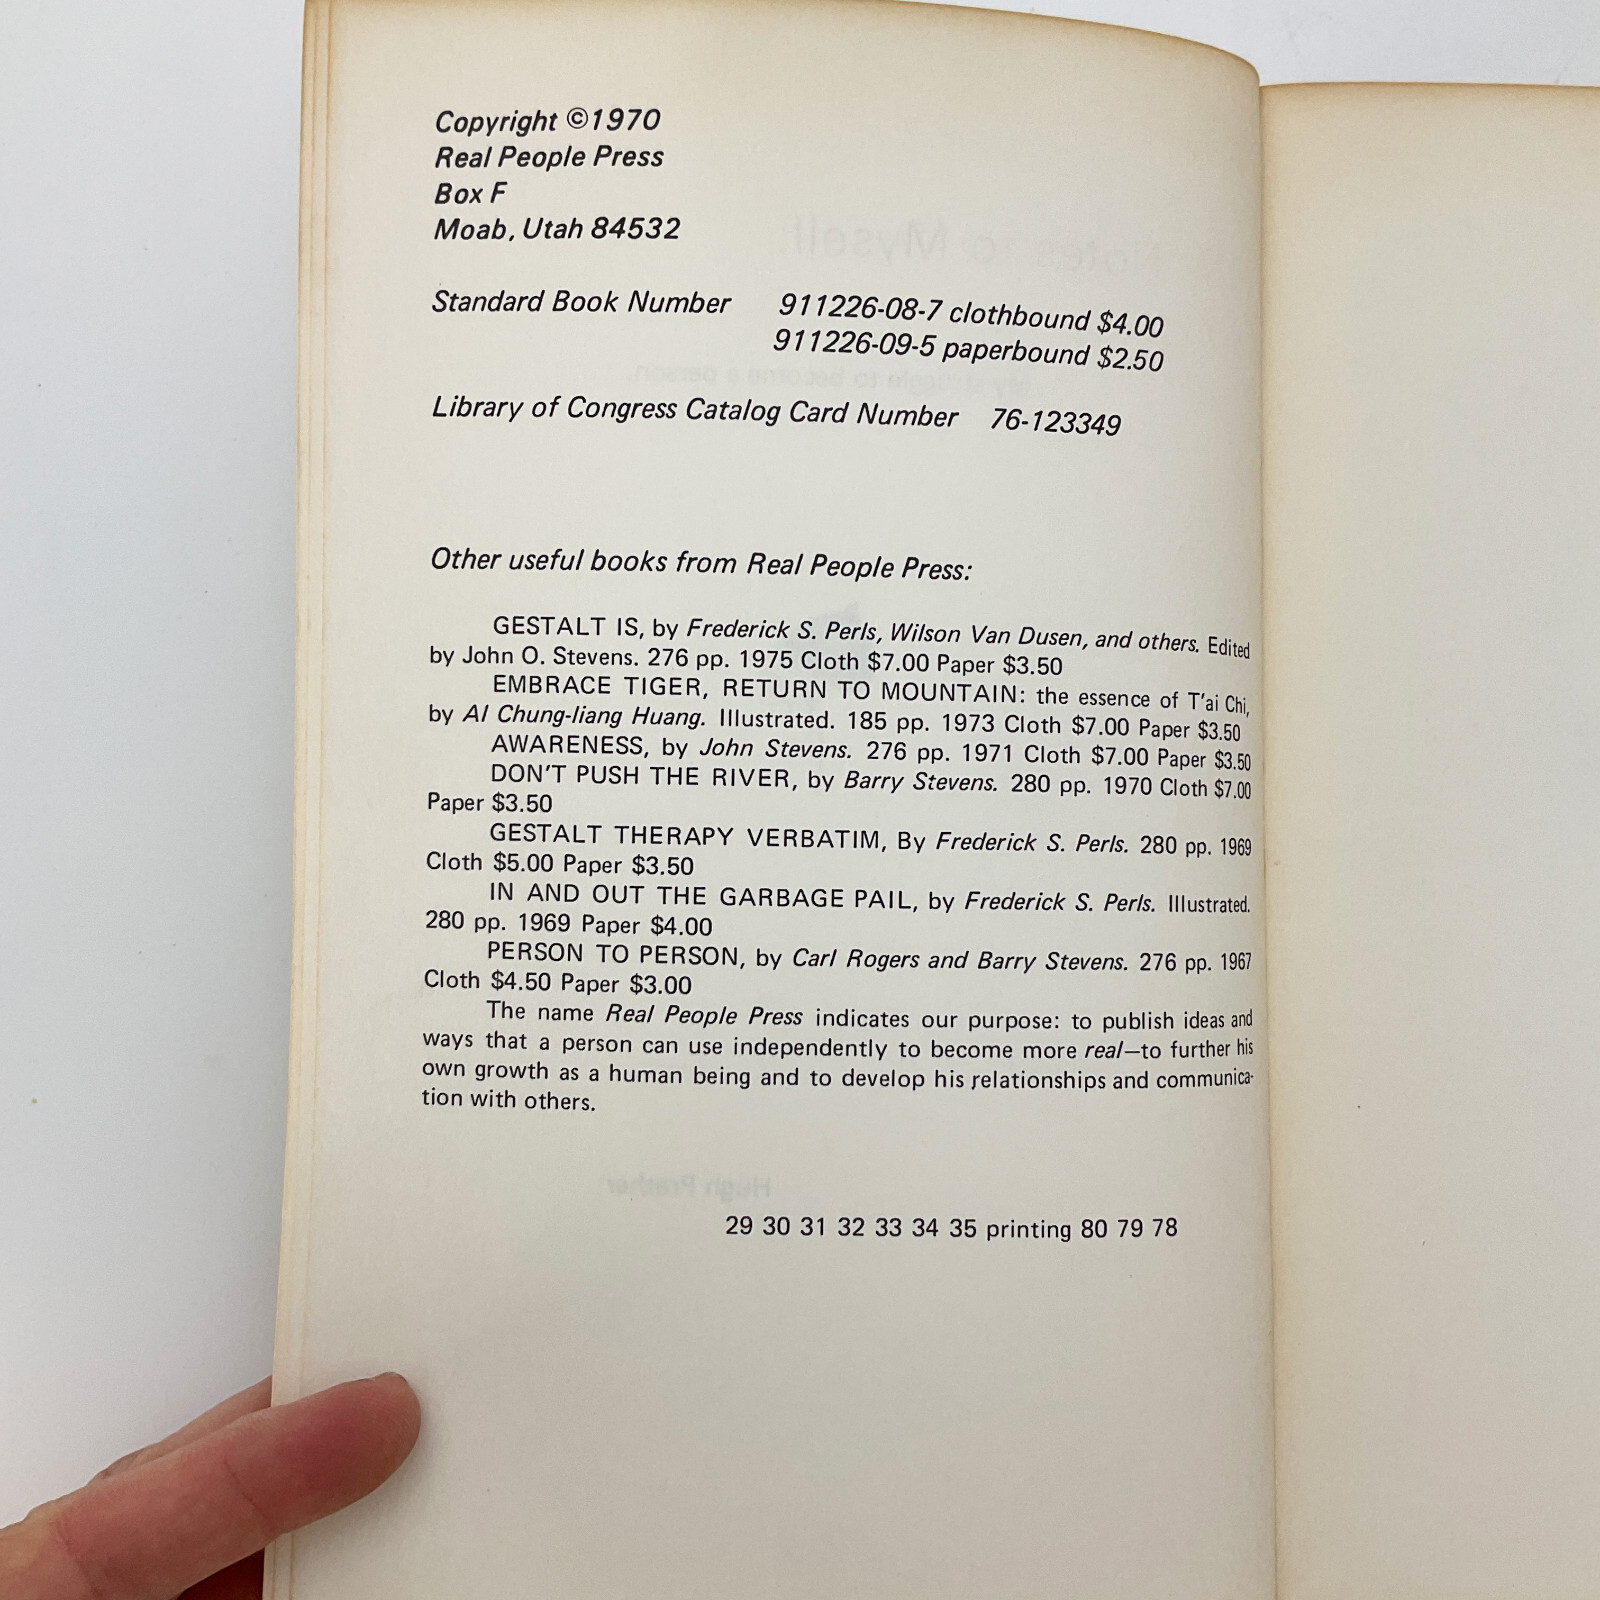 Copyright ©1970
Real People Press
Box F
Moab, Utah 84532
Standard Book Number 911226-08-7 clothbound $4.00
911226-09-5 paperbound $2.50
Library of Congress Catalog Card Number 76-123349
Other useful books from Real People Press:
GESTALT IS, by Frederick S. Perls, Wilson Van Dusen, and others. Edited
by John O. Stevens. 276 pp. 1975 Cloth $7.00 Paper $3.50
EMBRACE TIGER, RETURN TO MOUNTAIN: the essence of T'ai Chi,
by Al Chung-liang Huang. Illustrated. 185 pp. 1973 Cloth $7.00 Paper $3.50
AWARENESS, by John Stevens. 276 pp. 1971 Cloth $7.00 Paper $3.50
DON'T PUSH THE RIVER, by Barry Stevens. 280 pp. 1970 Cloth $7.00
Paper $3.50
GESTALT THERAPY VERBATIM, By Frederick S. Perls. 280 pp. 1969
Cloth $5.00 Paper $3.50
IN AND OUT THE GARBAGE PAIL, by Frederick S. Perls. Illustrated.
280 pp. 1969 Paper $4.00
PERSON TO PERSON, by Carl Rogers and Barry Stevens. 276 pp. 1967
Cloth $4.50 Paper $3.00
The name Real People Press indicates our purpose: to publish ideas and
ways that a person can use independently to become more real—to further his
own growth as a human being and to develop his relationships and communica-
tion with others.
Hugh Prather
29 30 31 32 33 34 35 printing 80 79 78